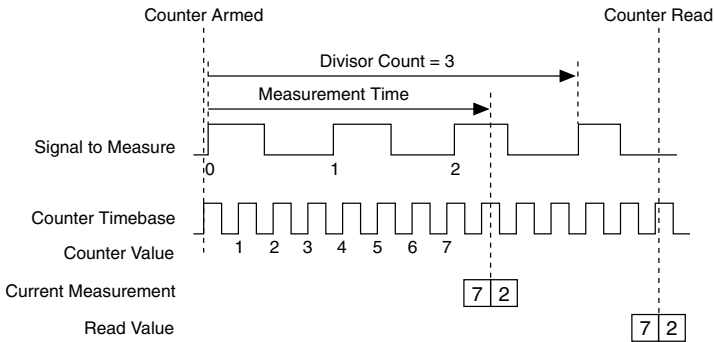 Counter Armed
Counter Read
Divisor Count = 3
Measurement Time
Signal to Measure
0 1 2
Counter Timebase
Counter Value
1 2 3 4 5 6 7
Current Measurement
7 2
Read Value
7 2